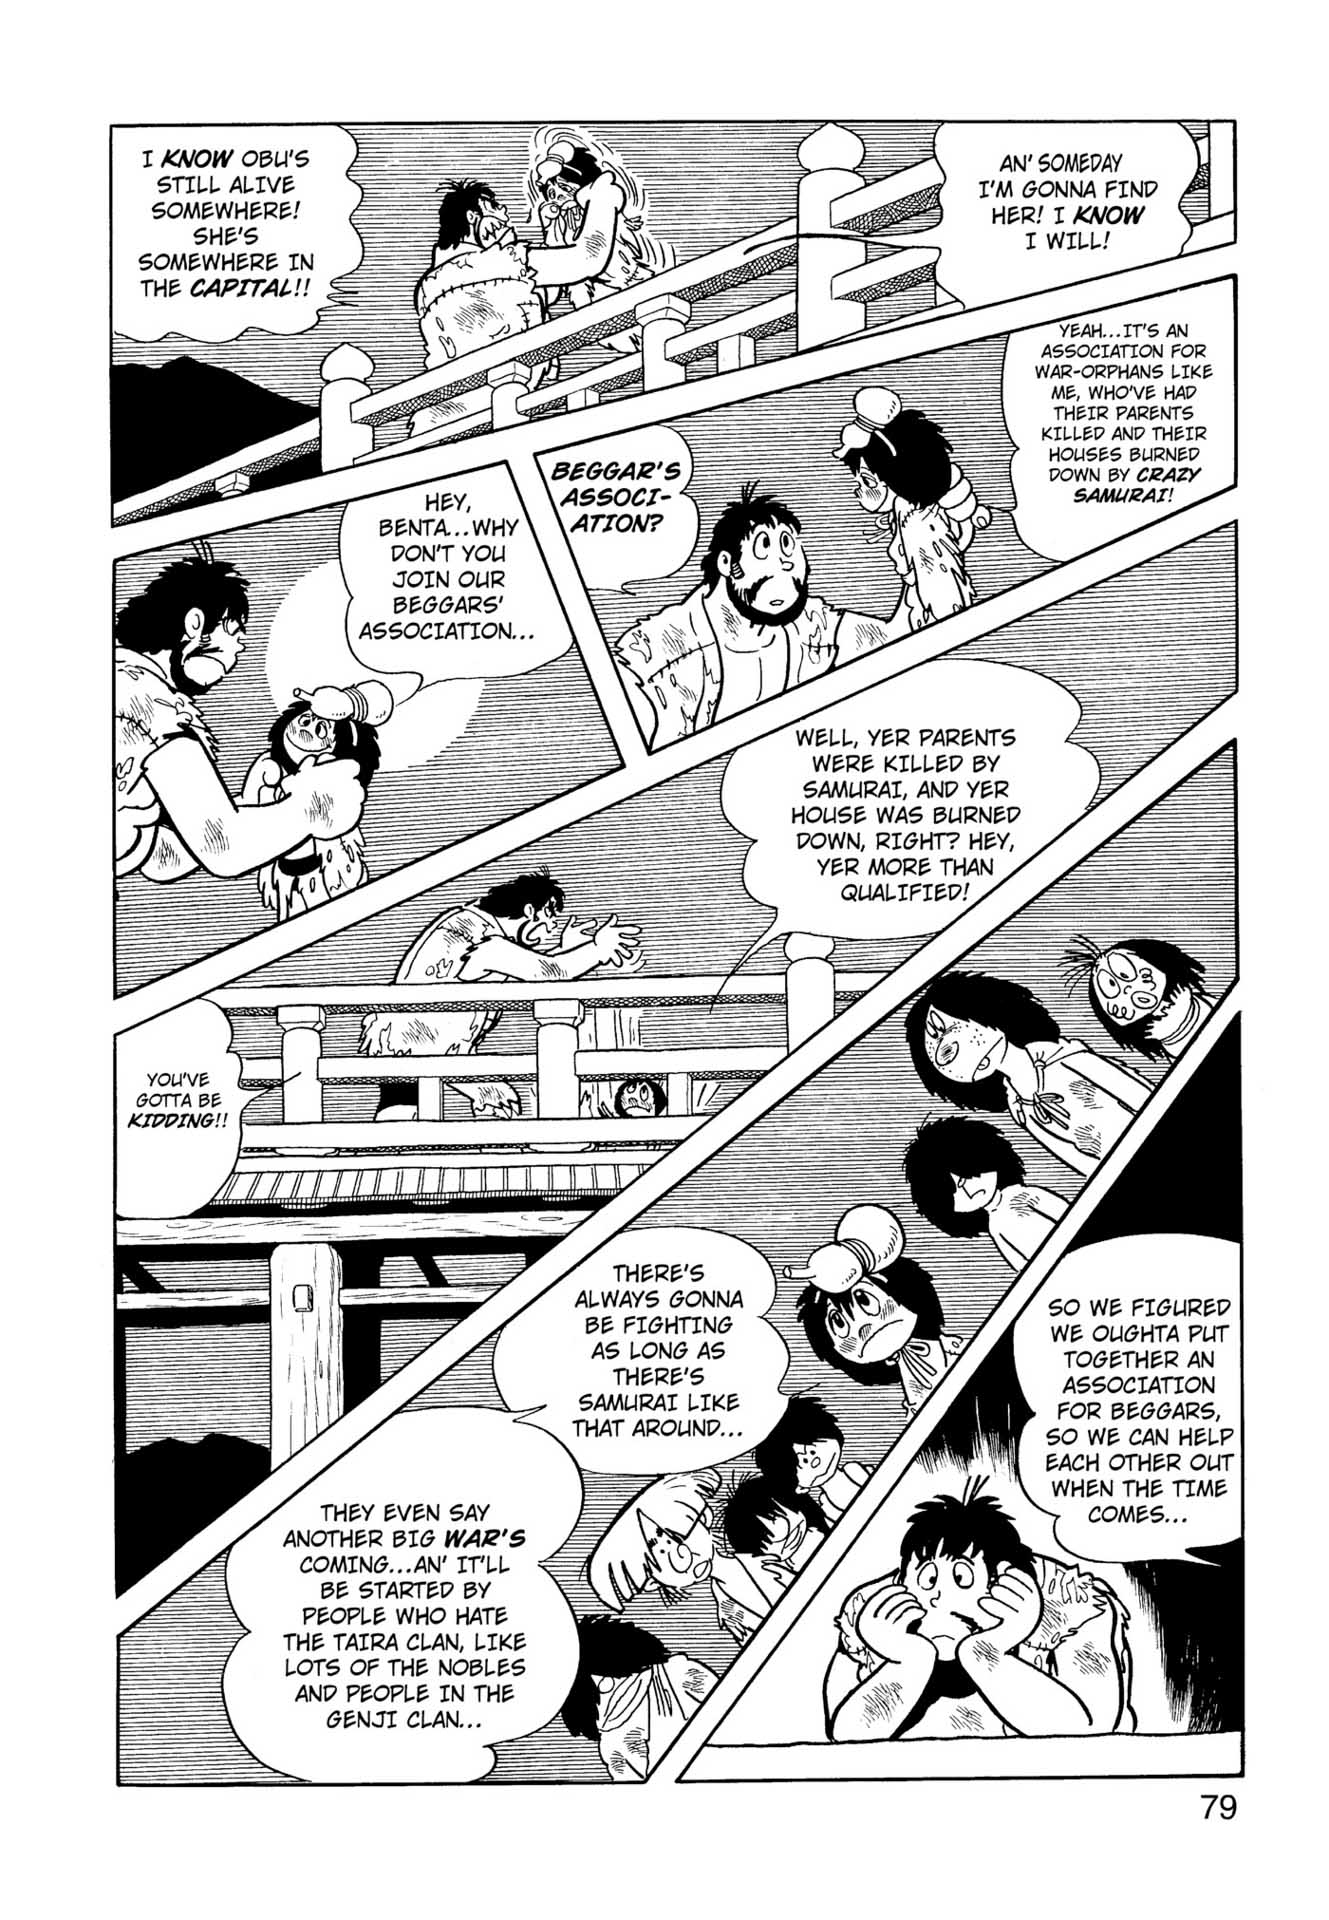 I KNOW OBU'S
STILL ALIVE
SOMEWHERE!
SHE'S
SOMEWHERE IN
THE CAPITAL!!
AN' SOMEDAY
I'M GONNA FIND
HER! I KNOW
I WILL!
HEY,
BENTA...WHY
DON'T YOU
JOIN OUR
BEGGARS'
ASSOCIATION...
BEGGAR'S
ASSOCI-
ATION?
YEAH...IT'S AN
ASSOCIATION FOR
WAR-ORPHANS LIKE
ME, WHO'VE HAD
THEIR PARENTS
KILLED AND THEIR
HOUSES BURNED
DOWN BY CRAZY
SAMURAI!
WELL, YER PARENTS
WERE KILLED BY
SAMURAI, AND YER
HOUSE WAS BURNED
DOWN, RIGHT? HEY,
YER MORE THAN
QUALIFIED!
YOU'VE
GOTTA BE
KIDDING!!
THERE'S
ALWAYS GONNA
BE FIGHTING
AS LONG AS
THERE'S
SAMURAI LIKE
THAT AROUND...
THEY EVEN SAY
ANOTHER BIG WAR'S
COMING...AN' IT'LL
BE STARTED BY
PEOPLE WHO HATE
THE TAIRA CLAN, LIKE
LOTS OF THE NOBLES
AND PEOPLE IN THE
GENJI CLAN...
SO WE FIGURED
WE OUGHTA PUT
TOGETHER AN
ASSOCIATION
FOR BEGGARS,
SO WE CAN HELP
EACH OTHER OUT
WHEN THE TIME
COMES...
79